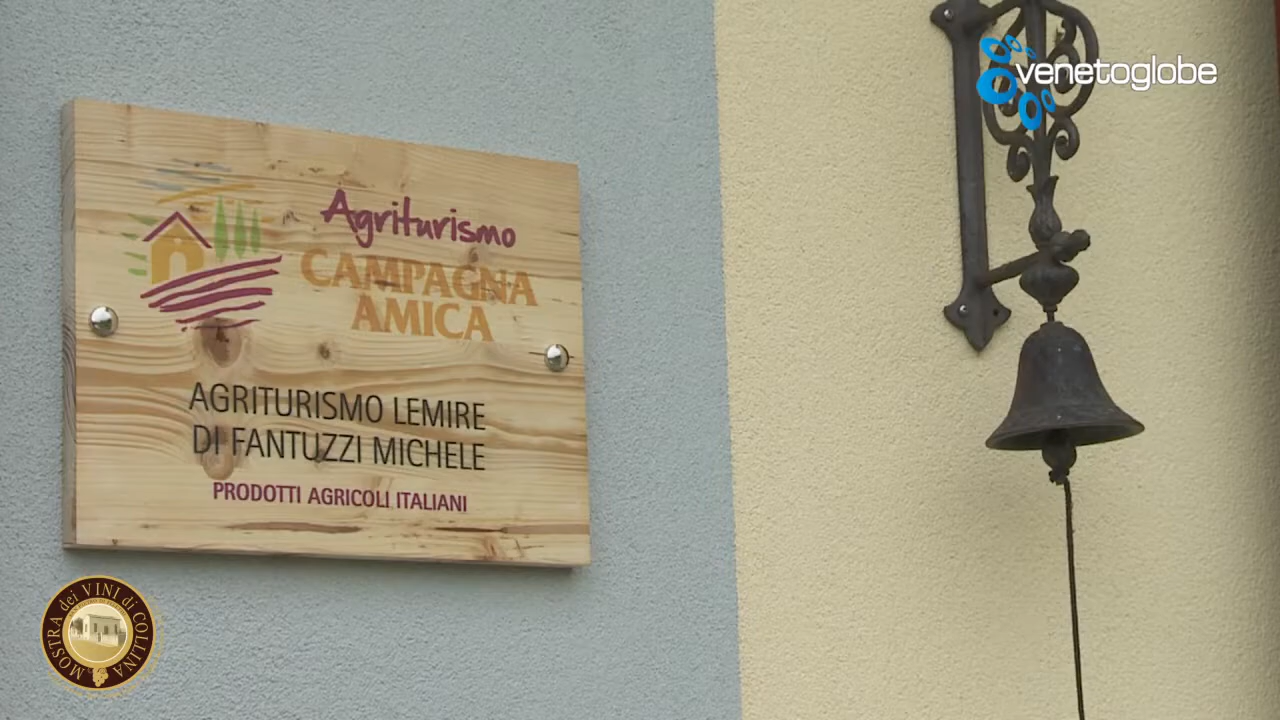 venetoglobe
Agriturismo
CAMPAGNA
AMICA
AGRITURISMO LEMIRE
DI FANTUZZI MICHELE
PRODOTTI AGRICOLI ITALIANI
MOSTRA dei VINI di COLLINA